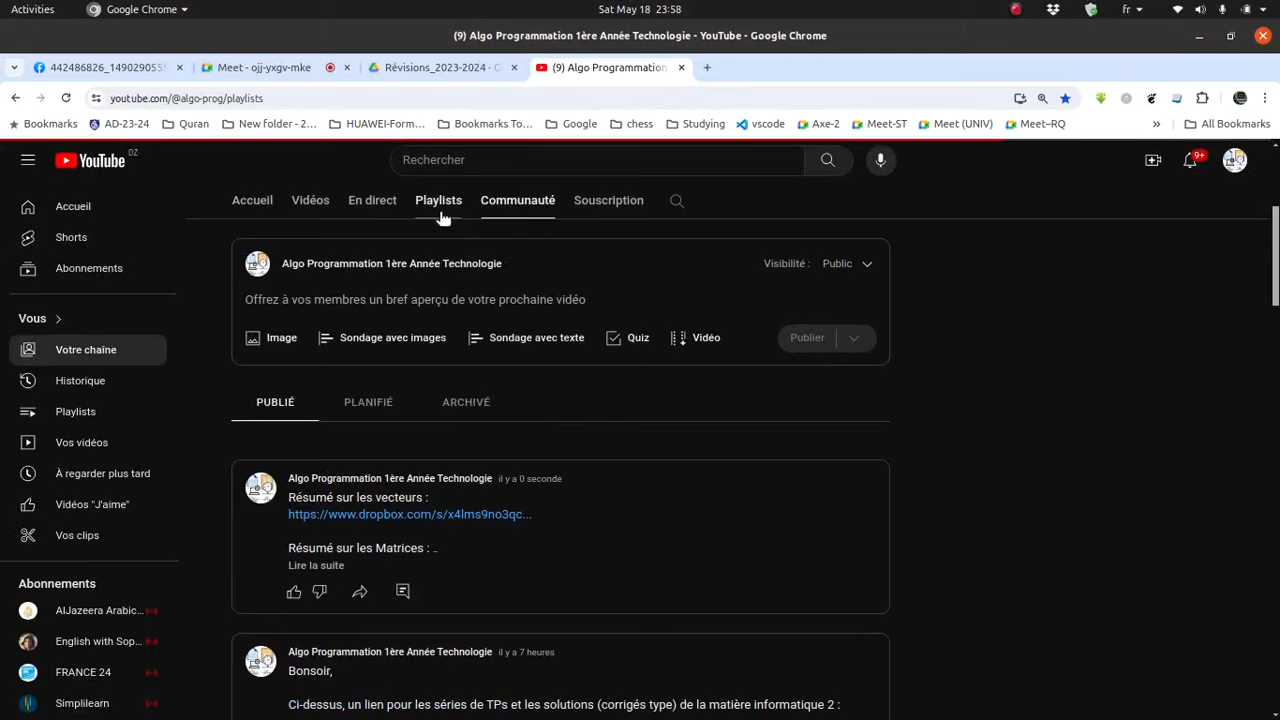 Activities Google Chrome Sat May 18 23:58 fr
(9) Algo Programmation 1ère Année Technologie - YouTube - Google Chrome
Meet - ojj-yxgv-mke Révisions_2023-2024 - (9) Algo Programmation
youtube.com/@algo-prog/playlists
Bookmarks AD-23-24 Quran New folder - 2… HUAWEI-Form… Bookmarks To… Google chess Studying vscode Axe-2 Meet-ST Meet (UNIV) Meet–RQ » All Bookmarks
YouTube DZ Rechercher 9+
Accueil Vidéos En direct Playlists Communauté Souscription
Accueil
Shorts
Abonnements
Vous
Votre chaîne
Historique
Playlists
Vos vidéos
À regarder plus tard
Vidéos "J'aime"
Vos clips
Abonnements
AlJazeera Arabic…
English with Sop…
FRANCE 24
Simplilearn
Algo Programmation 1ère Année Technologie Visibilité : Public
Offrez à vos membres un bref aperçu de votre prochaine vidéo
Image Sondage avec images Sondage avec texte Quiz Vidéo Publier
PUBLIÉ PLANIFIÉ ARCHIVÉ
Algo Programmation 1ère Année Technologie il y a 0 seconde
Résumé sur les vecteurs :
https://www.dropbox.com/s/x4lms9no3qc...
Résumé sur les Matrices : …
Lire la suite
Algo Programmation 1ère Année Technologie il y a 7 heures
Bonsoir,
Ci-dessus, un lien pour les séries de TPs et les solutions (corrigés type) de la matière informatique 2 :